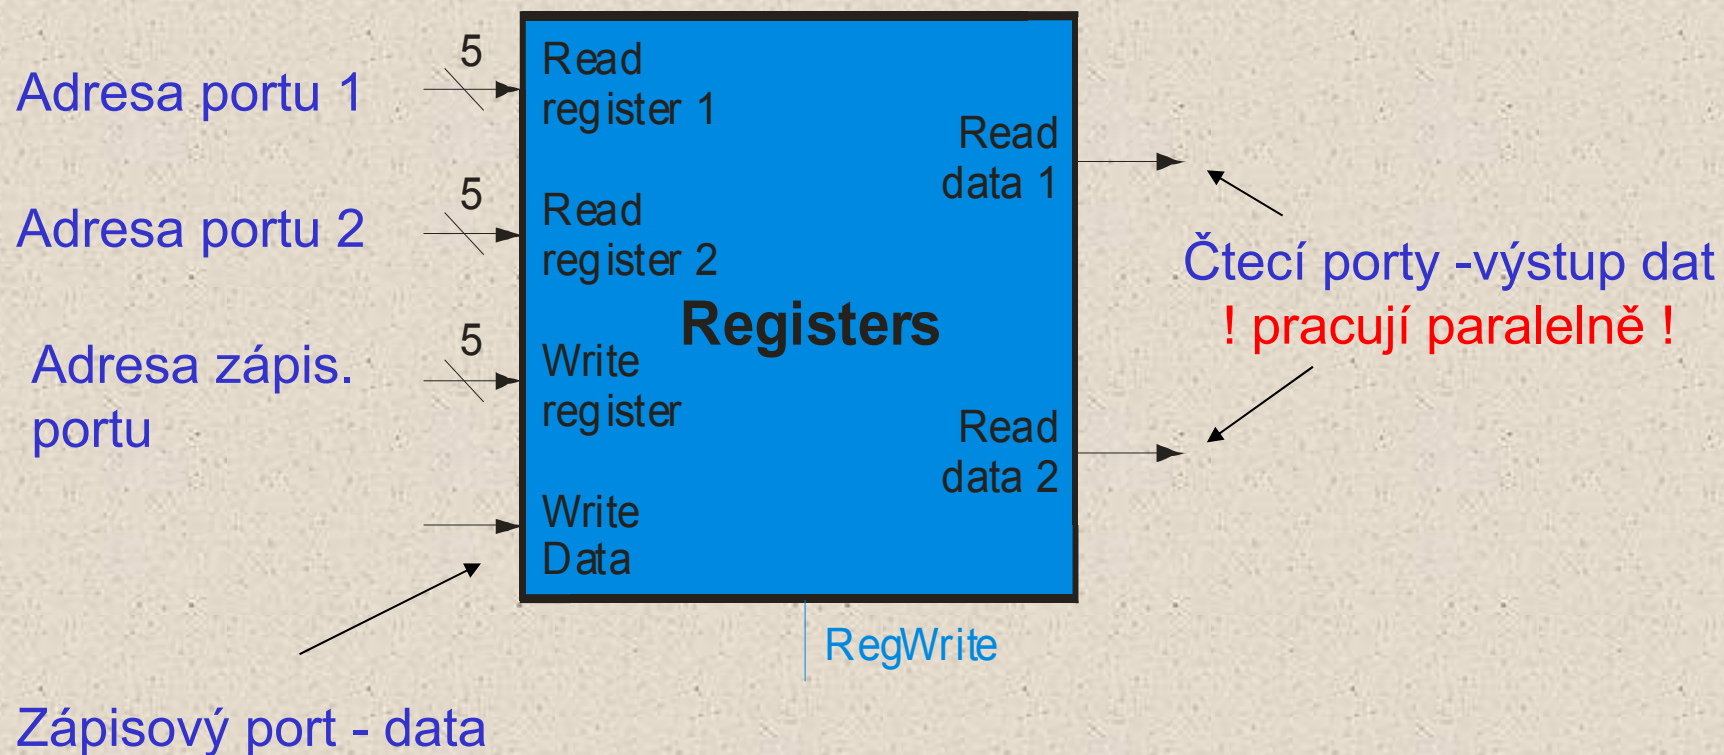 Adresa portu 1
5
Read
register 1
Read
data 1
Adresa portu 2
5
Read
register 2
Čtecí porty -výstup dat
! pracují paralelně !
Registers
Adresa zápis.
portu
5
Write
register
Read
data 2
Write
Data
RegWrite
Zápisový port - data